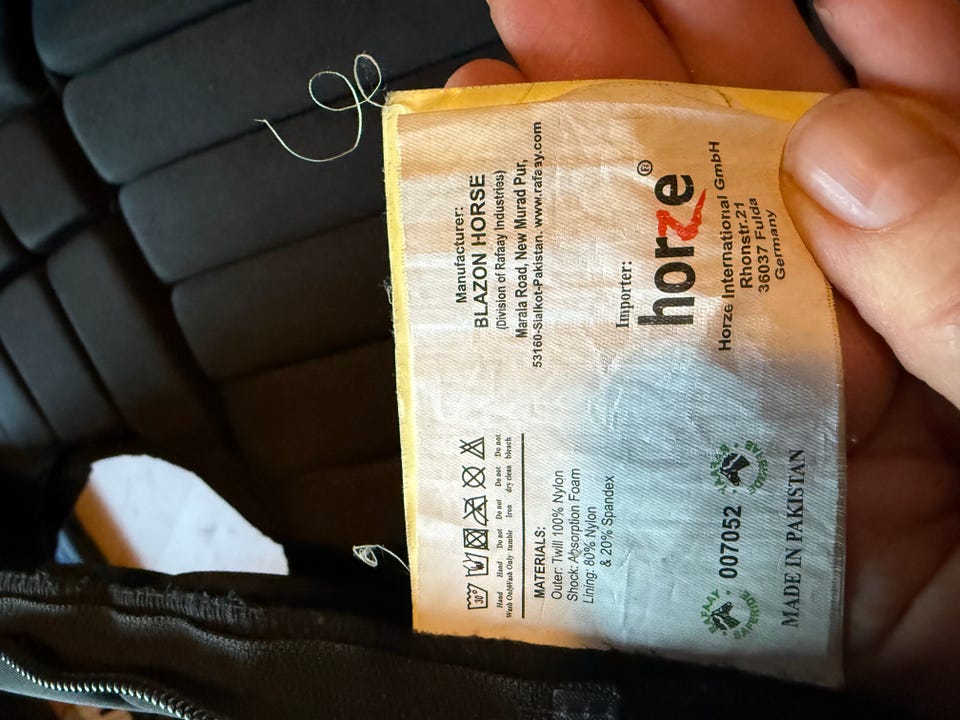 Manufacturer:
BLAZON HORSE
(Division of Rafaay Industries)
Marala Road, New Murad Pur,
53160-Sialkot-Pakistan. www.rafaay.com
Importer:
horze®
Horze International GmbH
Rhonstr.21
36037 Fulda
Germany
30°
Hand Hand Do not Do not Do not Do not
Wash Only Wash Only tumble Iron dry clean bleach
MATERIALS:
Outer: Twill 100% Nylon
Shock: Absorption Foam
Lining: 80% Nylon
& 20% Spandex
007052
MADE IN PAKISTAN